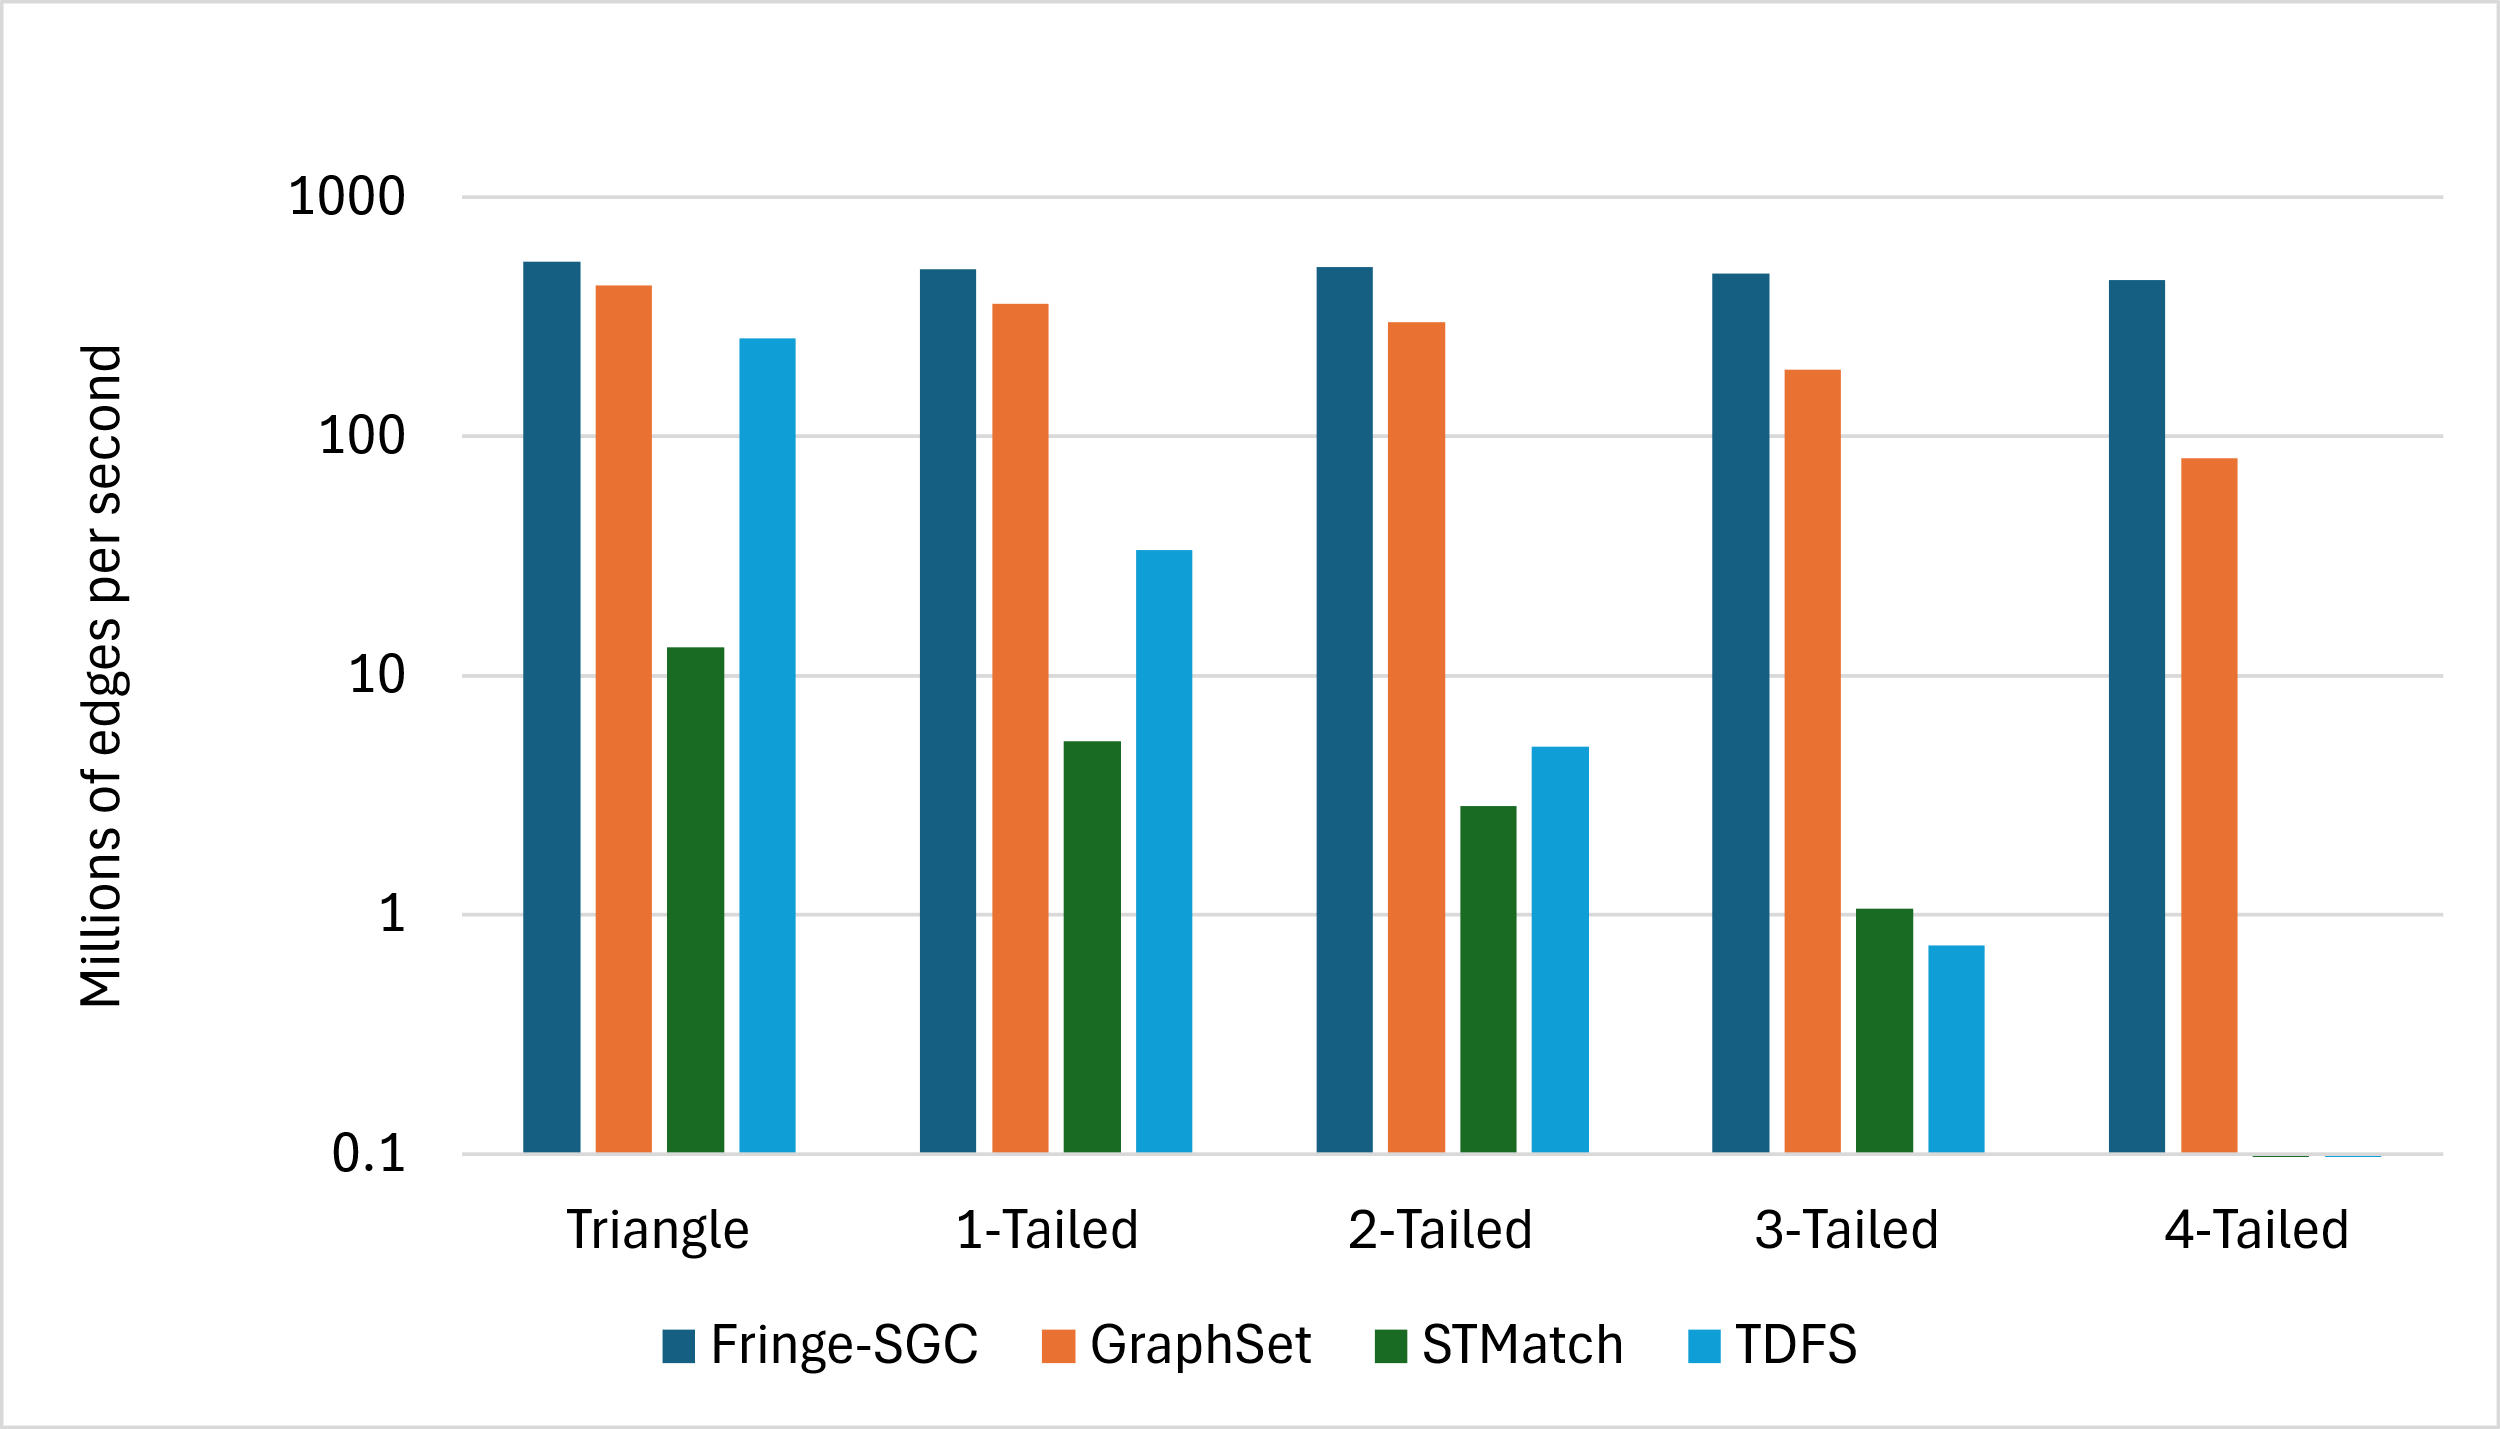 Millions of edges per second
1000
100
10
1
0.1
Triangle 1-Tailed 2-Tailed 3-Tailed 4-Tailed
Fringe-SGC GraphSet STMatch TDFS